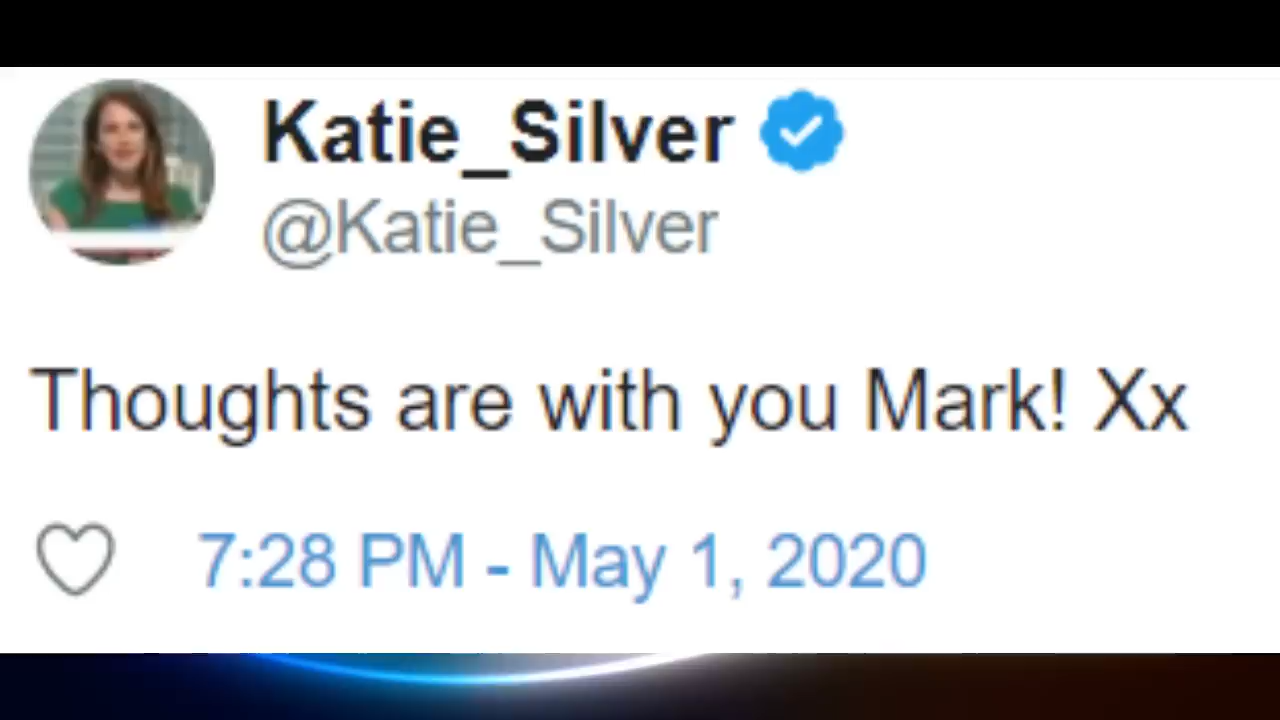 Katie_Silver
@Katie_Silver
Thoughts are with you Mark! Xx
7:28 PM - May 1, 2020